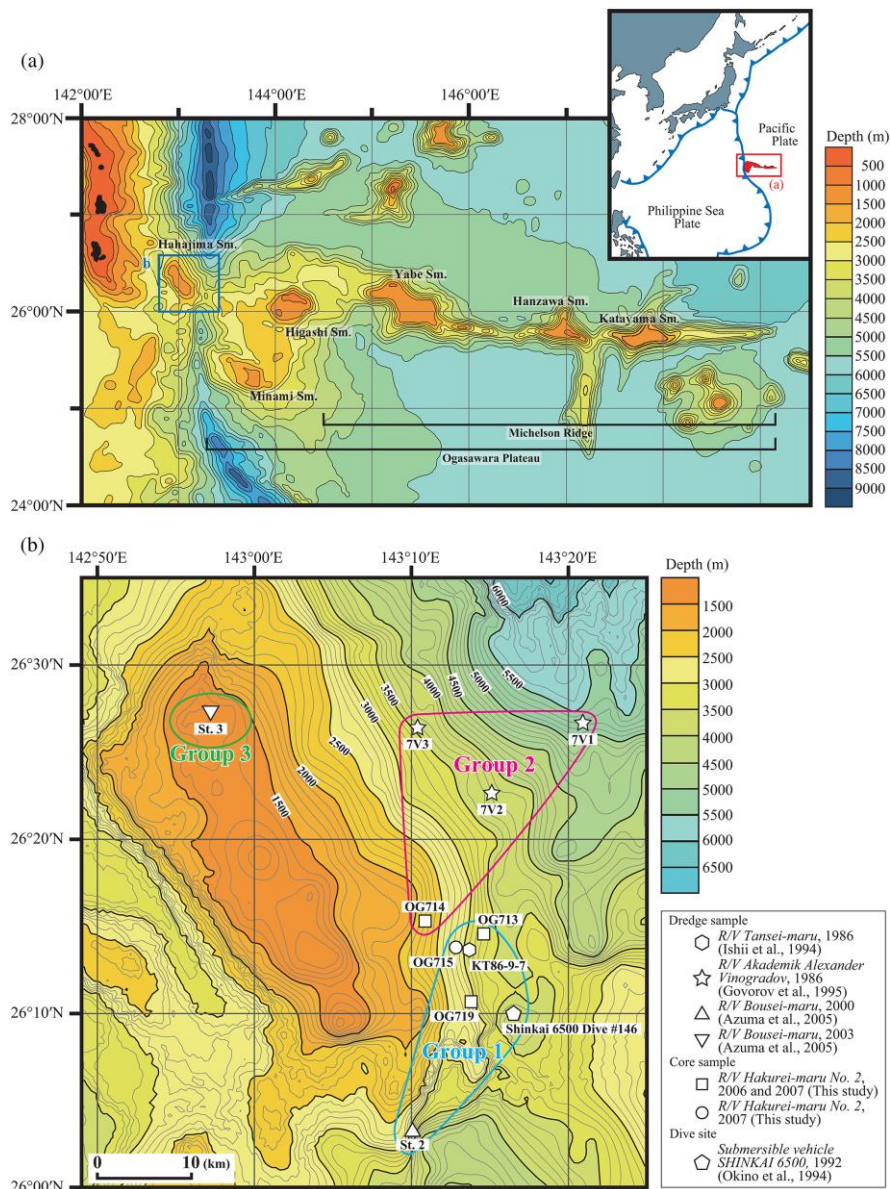 (a)
142°00′E
144°00′E
146°00′E
28°00′N
26°00′N
24°00′N
Hahajima Sm.
b
Yabe Sm.
Hanzawa Sm.
Katayama Sm.
Higashi Sm.
Minami Sm.
Michelson Ridge
Ogasawara Plateau
Pacific
Plate
(a)
Philippine Sea
Plate
Depth (m)
500
1000
1500
2000
2500
3000
3500
4000
4500
5000
5500
6000
6500
7000
7500
8000
8500
9000
(b)
142°50′E
143°00′E
143°10′E
143°20′E
26°30′N
26°20′N
26°10′N
26°00′N
6000
5500
5000
4500
4000
3500
3000
2500
2000
1500
St. 3
Group 3
7V3
7V1
Group 2
7V2
OG714
OG713
OG715
KT86-9-7
OG719
Shinkai 6500 Dive #146
Group 1
St. 2
0 10 (km)
Depth (m)
1500
2000
2500
3000
3500
4000
4500
5000
5500
6000
6500
Dredge sample
R/V Tansei-maru, 1986
(Ishii et al., 1994)
R/V Akademik Alexander
Vinogradov, 1986
(Govorov et al., 1995)
R/V Bousei-maru, 2000
(Azuma et al., 2005)
R/V Bousei-maru, 2003
(Azuma et al., 2005)
Core sample
R/V Hakurei-maru No. 2,
2006 and 2007 (This study)
R/V Hakurei-maru No. 2,
2007 (This study)
Dive site
Submersible vehicle
SHINKAI 6500, 1992
(Okino et al., 1994)